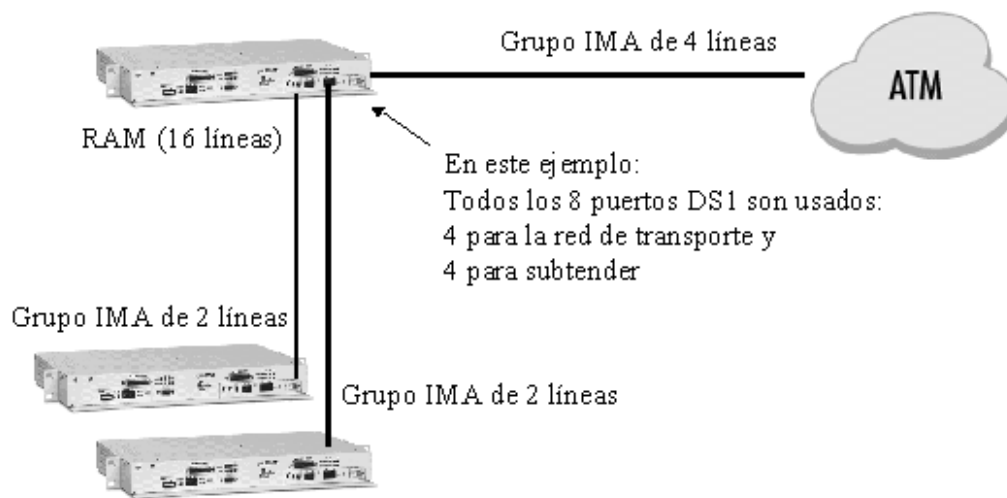 Grupo IMA de 4 líneas
ATM
RAM (16 líneas)
En este ejemplo:
Todos los 8 puertos DS1 son usados:
4 para la red de transporte y
4 para subtender
Grupo IMA de 2 líneas
Grupo IMA de 2 líneas